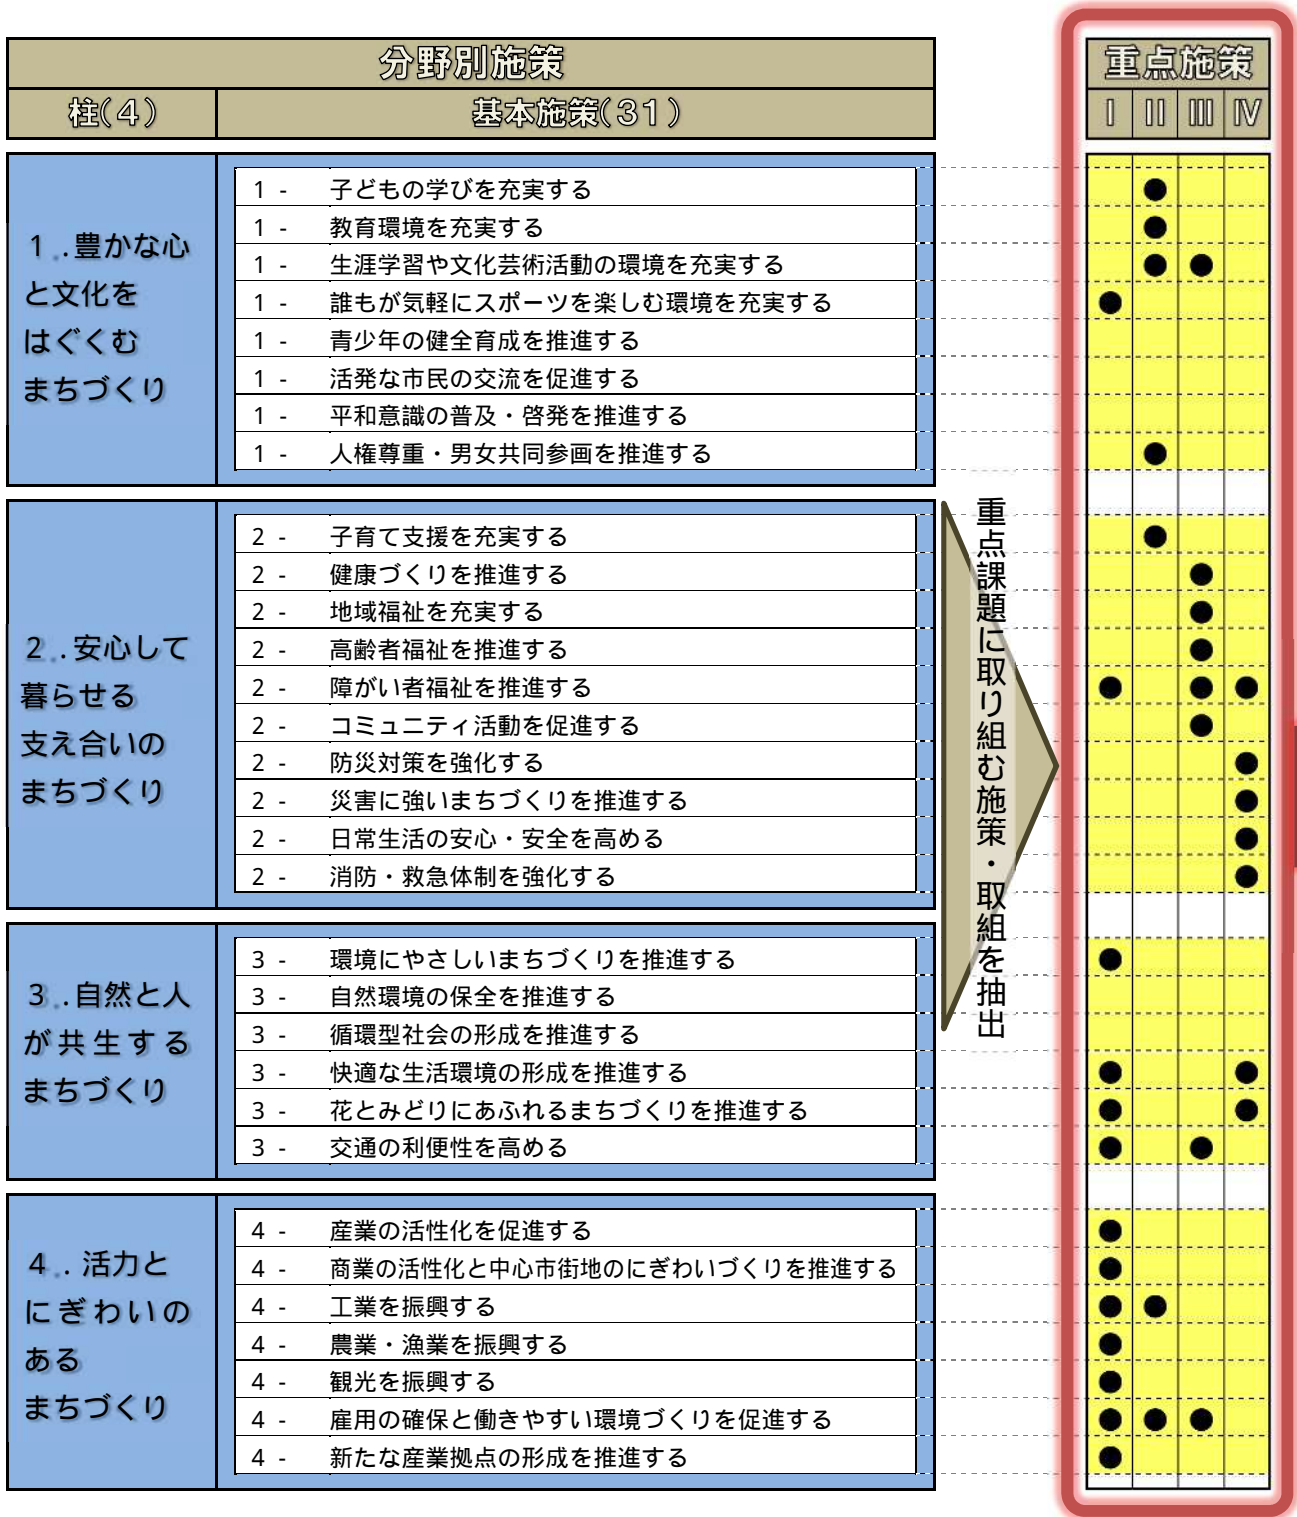 分野別施策
柱(4)
基本施策(31)
重点施策
Ⅰ
Ⅱ
Ⅲ
Ⅳ
1..豊かな心
と文化を
はぐくむ
まちづくり
1 - 子どもの学びを充実する
1 - 教育環境を充実する
1 - 生涯学習や文化芸術活動の環境を充実する
1 - 誰もが気軽にスポーツを楽しむ環境を充実する
1 - 青少年の健全育成を推進する
1 - 活発な市民の交流を促進する
1 - 平和意識の普及・啓発を推進する
1 - 人権尊重・男女共同参画を推進する
2..安心して
暮らせる
支え合いの
まちづくり
2 - 子育て支援を充実する
2 - 健康づくりを推進する
2 - 地域福祉を充実する
2 - 高齢者福祉を推進する
2 - 障がい者福祉を推進する
2 - コミュニティ活動を促進する
2 - 防災対策を強化する
2 - 災害に強いまちづくりを推進する
2 - 日常生活の安心・安全を高める
2 - 消防・救急体制を強化する
3..自然と人
が共生する
まちづくり
3 - 環境にやさしいまちづくりを推進する
3 - 自然環境の保全を推進する
3 - 循環型社会の形成を推進する
3 - 快適な生活環境の形成を推進する
3 - 花とみどりにあふれるまちづくりを推進する
3 - 交通の利便性を高める
4..活力と
にぎわいの
ある
まちづくり
4 - 産業の活性化を促進する
4 - 商業の活性化と中心市街地のにぎわいづくりを推進する
4 - 工業を振興する
4 - 農業・漁業を振興する
4 - 観光を振興する
4 - 雇用の確保と働きやすい環境づくりを促進する
4 - 新たな産業拠点の形成を推進する
重点課題に取り組む施策・取組を抽出